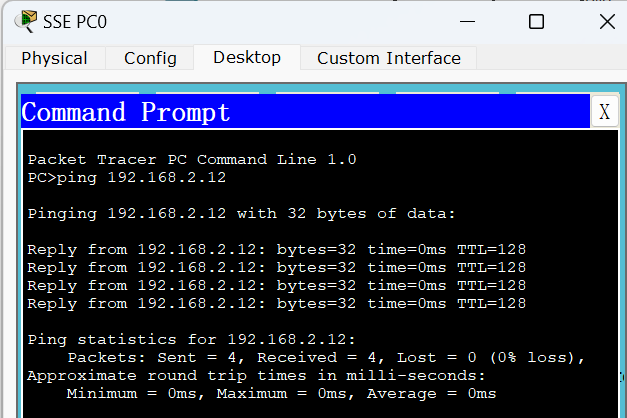 SSE PC0
Physical Config Desktop Custom Interface
Command Prompt X
Packet Tracer PC Command Line 1.0
PC>ping 192.168.2.12
Pinging 192.168.2.12 with 32 bytes of data:
Reply from 192.168.2.12: bytes=32 time=0ms TTL=128
Reply from 192.168.2.12: bytes=32 time=0ms TTL=128
Reply from 192.168.2.12: bytes=32 time=0ms TTL=128
Reply from 192.168.2.12: bytes=32 time=0ms TTL=128
Ping statistics for 192.168.2.12:
    Packets: Sent = 4, Received = 4, Lost = 0 (0% loss),
Approximate round trip times in milli-seconds:
    Minimum = 0ms, Maximum = 0ms, Average = 0ms